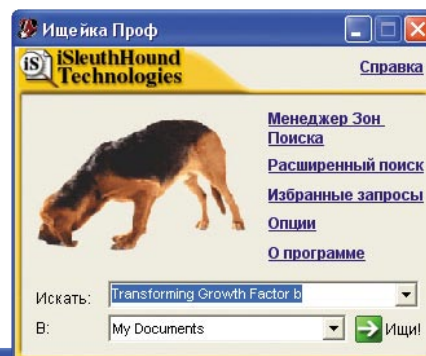 Ищейка Проф
iS iSleuthHound
Technologies
Справка
Менеджер Зон
Поиска
Расширенный поиск
Избранные запросы
Опции
О программе
Искать: Transforming Growth Factor b
В: My Documents Ищи!